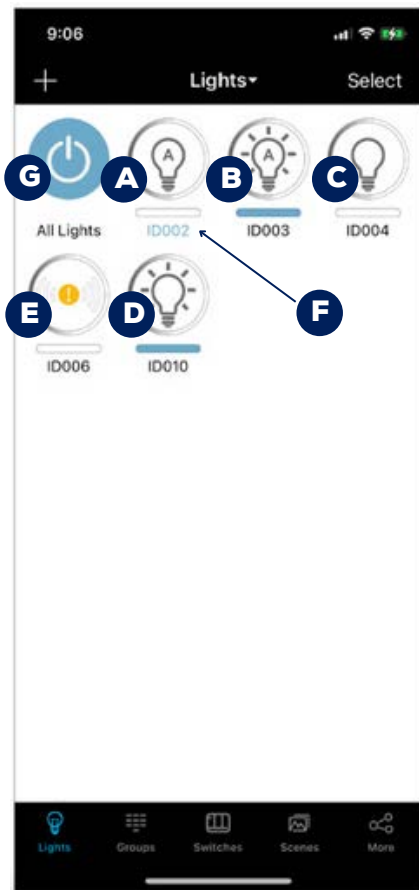 9:06
Lights
Select
G
A
A
B
A
C
All Lights
ID002
ID003
ID004
E
D
F
ID006
ID010
Lights
Groups
Switches
Scenes
More